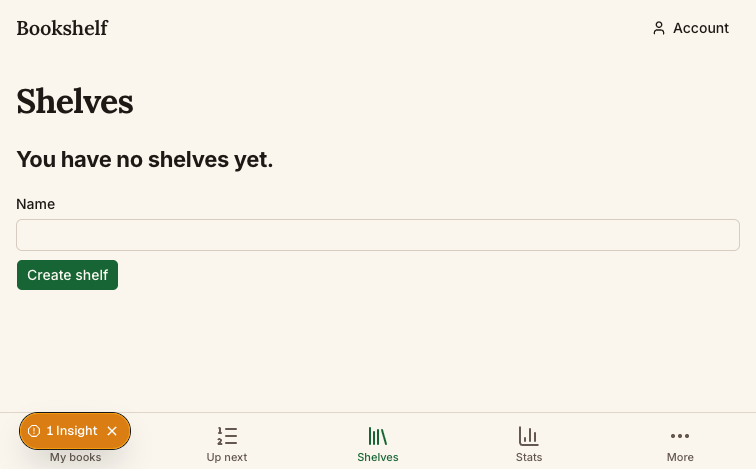 Bookshelf
Account
Shelves
You have no shelves yet.
Name
Create shelf
1 Insight
My books
Up next
Shelves
Stats
More